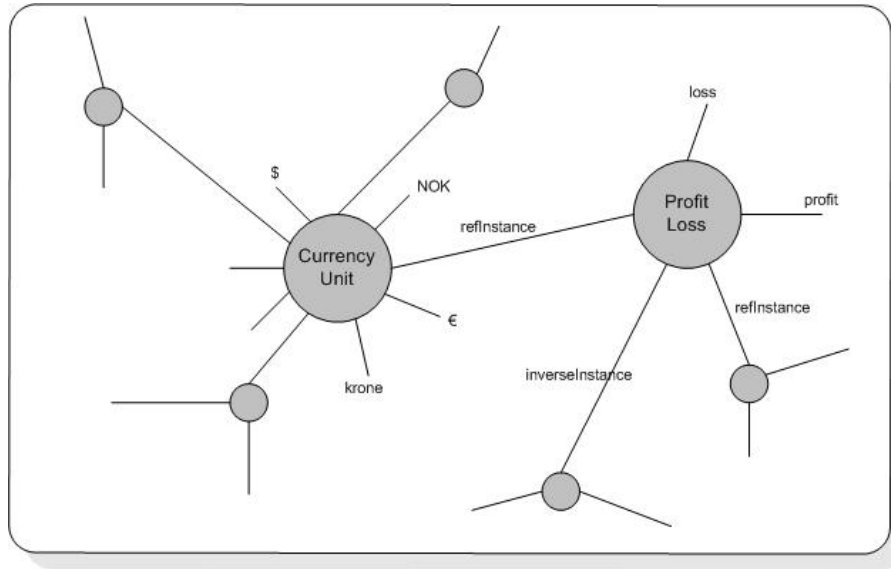 loss
$
NOK
Profit
Loss
profit
refInstance
Currency
Unit
refInstance
€
inverseInstance
krone